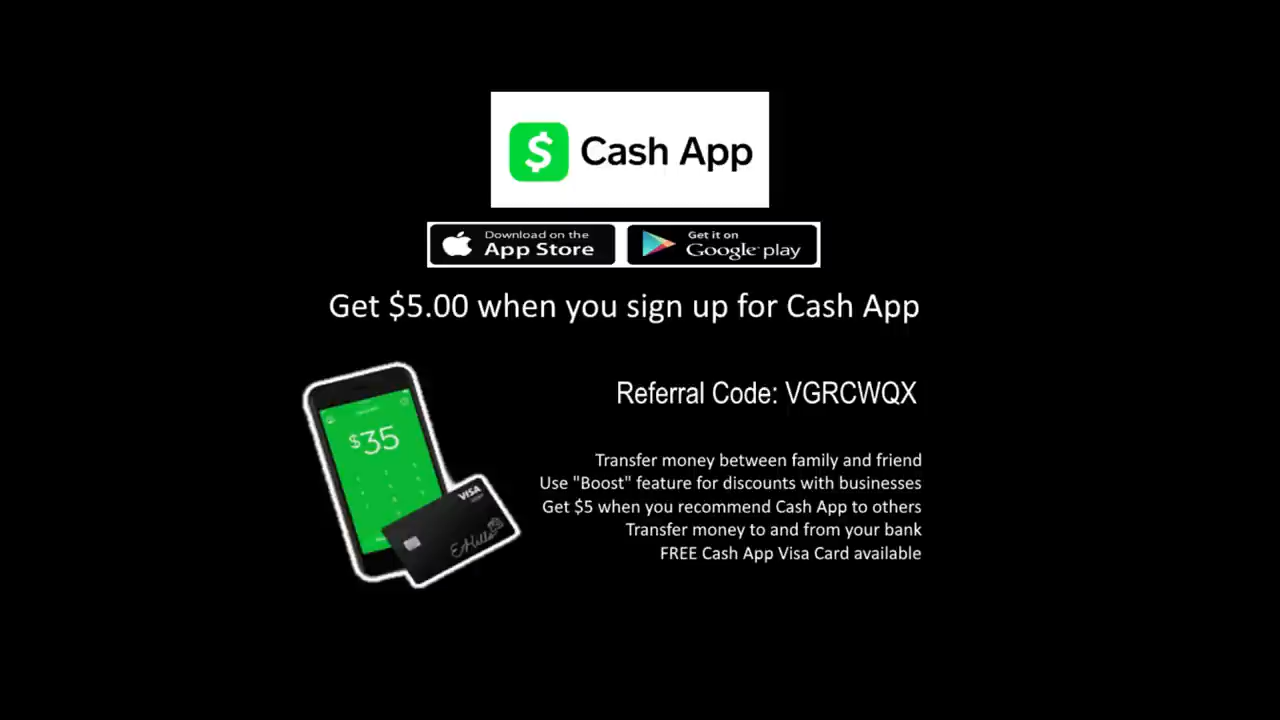 Cash App
Download on the
App Store
Get it on
Google play
Get $5.00 when you sign up for Cash App
Referral Code: VGRCWQX
$35
VISA
Transfer money between family and friend
Use "Boost" feature for discounts with businesses
Get $5 when you recommend Cash App to others
Transfer money to and from your bank
FREE Cash App Visa Card available